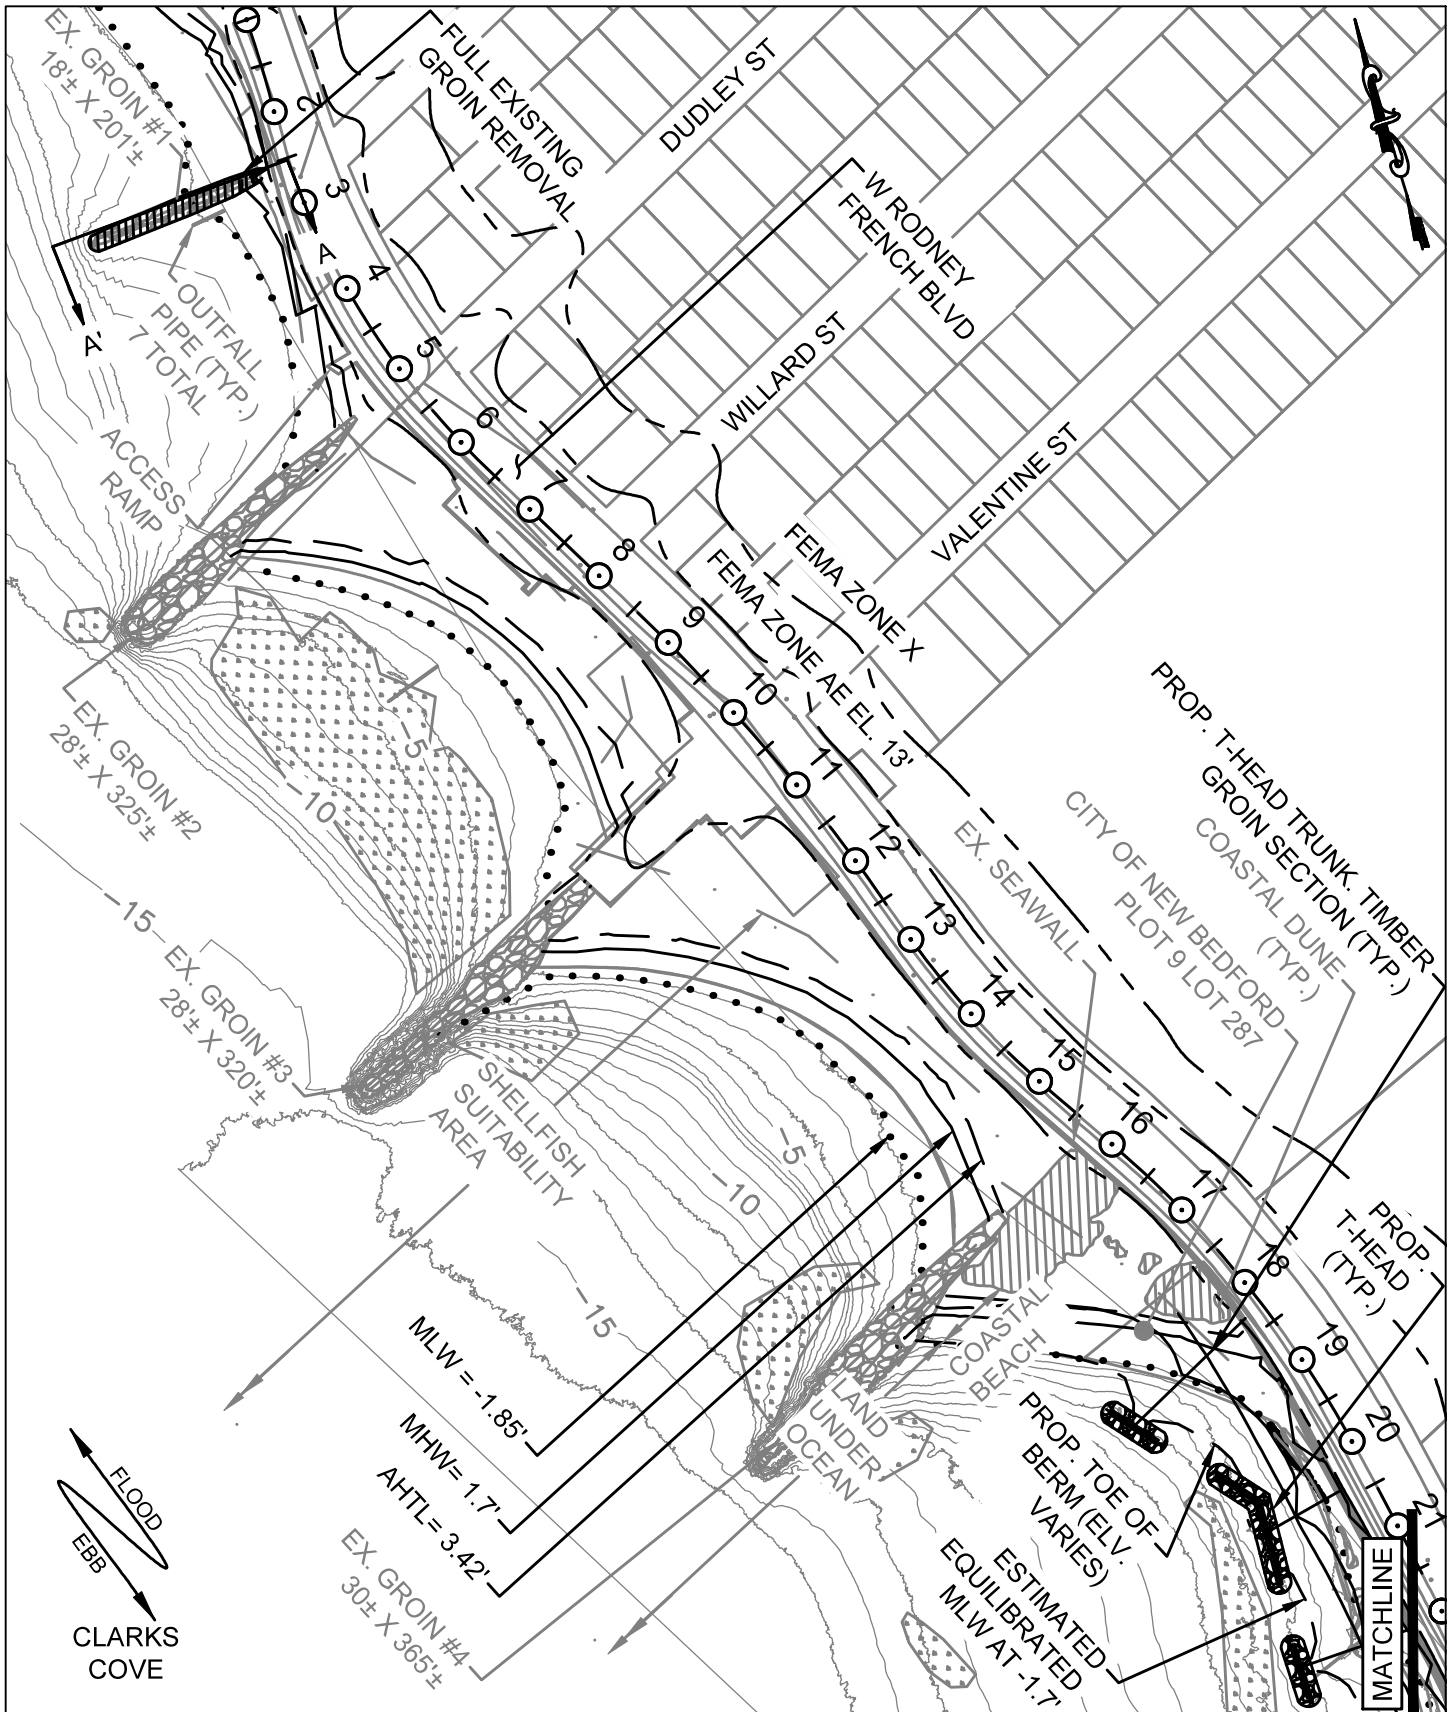 EX. GROIN #1
18'± X 201'±
FULL EXISTING
GROIN REMOVAL
DUDLEY ST
W RODNEY
FRENCH BLVD
WILLARD ST
VALENTINE ST
2
3
4
5
6
7
8
9
10
11
12
13
14
15
16
17
18
19
20
21
A
A'
OUTFALL
PIPE (TYP.)
7 TOTAL
ACCESS
RAMP
FEMA ZONE X
FEMA ZONE AE EL. 13'
EX. GROIN #2
28'± X 325'±
-5
-10
-15
EX. GROIN #3
28'± X 320'±
SHELLFISH
SUITABILITY
AREA
-5
-10
-15
PROP. T-HEAD TRUNK. TIMBER
GROIN SECTION (TYP.)
COASTAL DUNE
(TYP.)
CITY OF NEW BEDFORD
PLOT 9 LOT 287
EX. SEAWALL
PROP.
T-HEAD
(TYP.)
MLW = -1.85'
MHW= 1.7'
AHTL= 3.42'
EX. GROIN #4
30± X 365'±
COASTAL
BEACH
LAND
UNDER
OCEAN
PROP. TOE OF
BERM (ELV.
VARIES)
ESTIMATED
EQUILIBRATED
MLW AT -1.7'
FLOOD
EBB
CLARKS
COVE
MATCHLINE